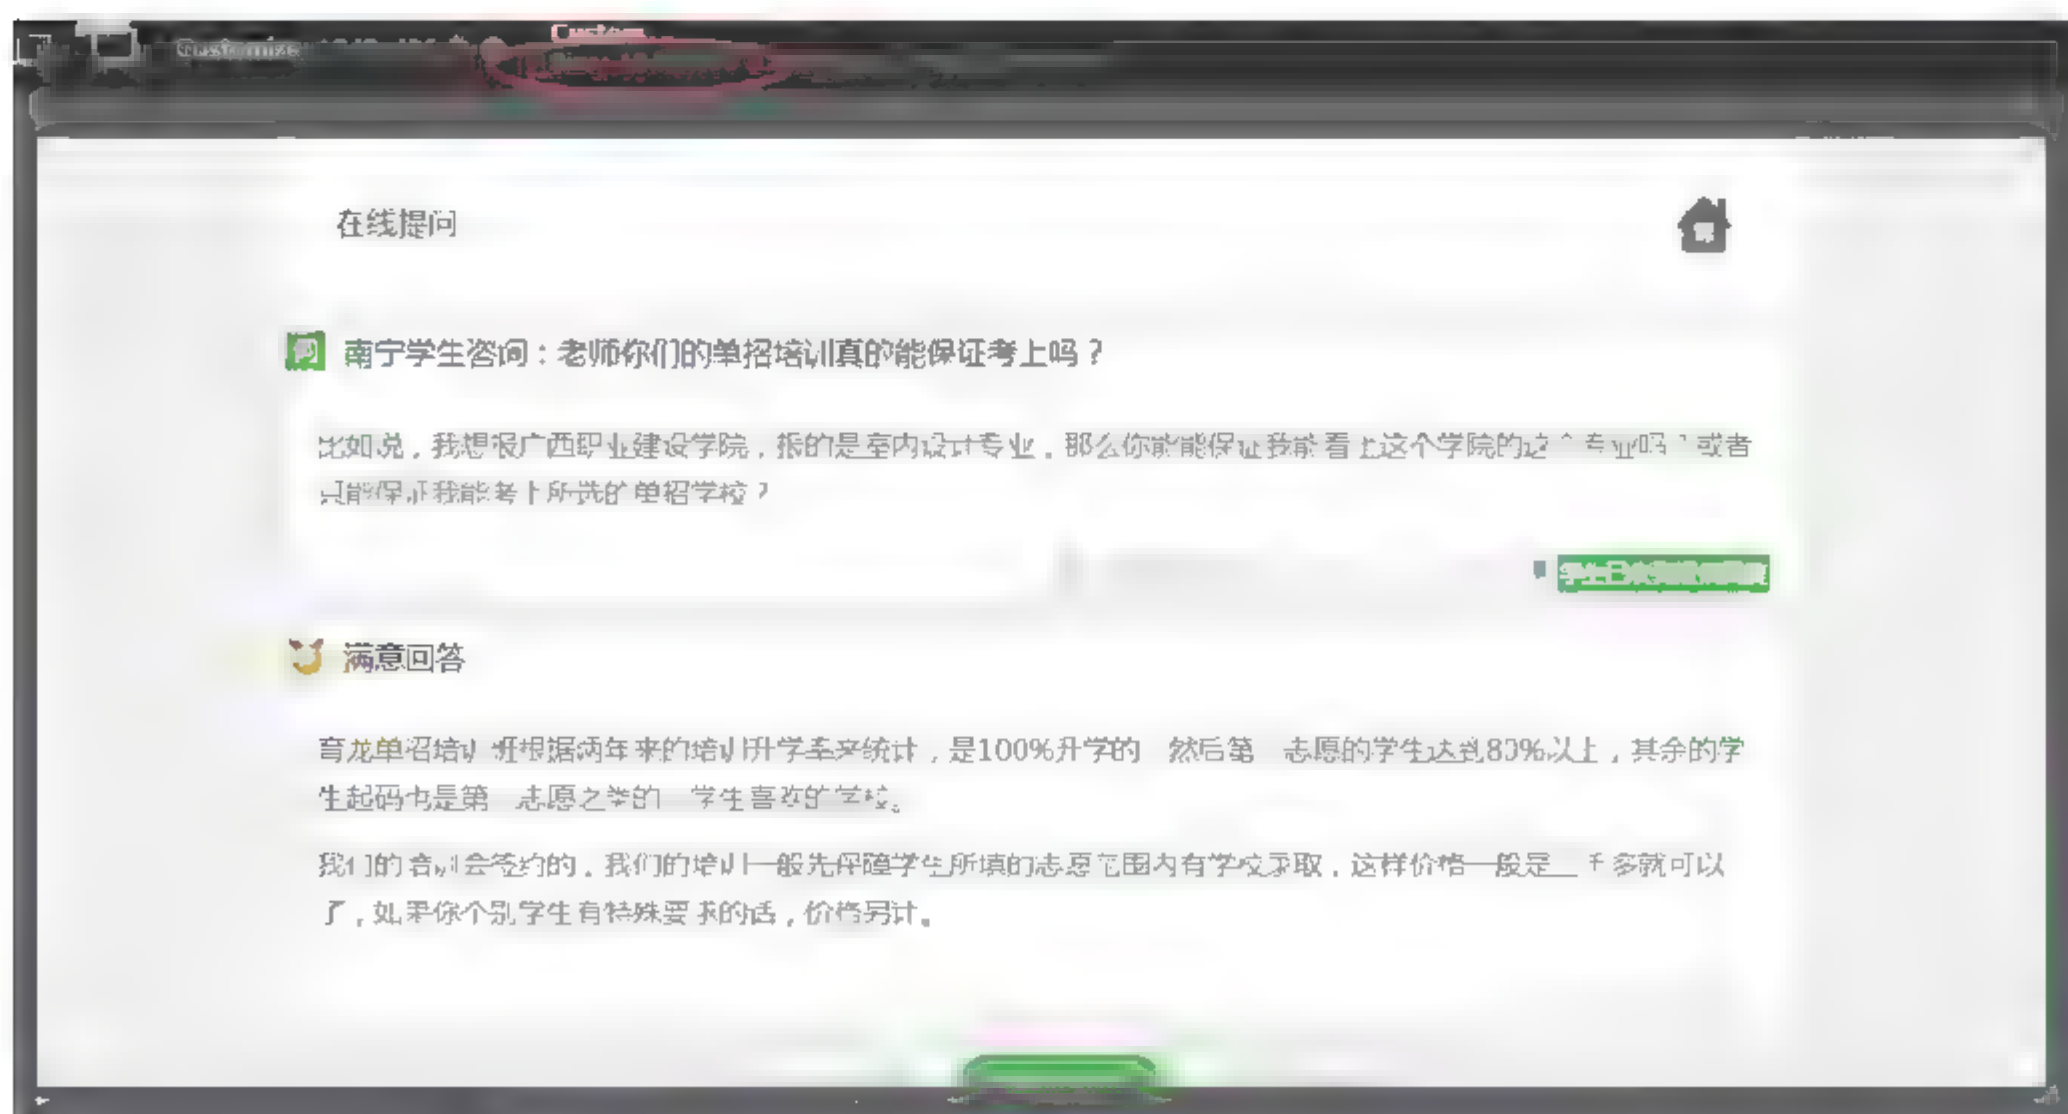 Customize
Custom
在线提问
问 南宁学生咨询：老师你们的单招培训真的能保证考上吗？
比如说，我想报广西职业建设学院，报的是室内设计专业，那么你能能保证我能看上这个学院的这个专业吗？或者
只能保证我能考上所选的单招学校？
满意回答
育龙单招培训班根据两年来的培训升学率来统计，是100%升学的 然后第 志愿的学生达到80%以上，其余的学
生起码也是第 志愿之类的 学生喜欢的学校。
我们的培训会签约的，我们的培训一般先保障学生所填的志愿范围内有学校录取，这样价格一般是二千多就可以
了，如果你个别学生有特殊要求的话，价格另计。